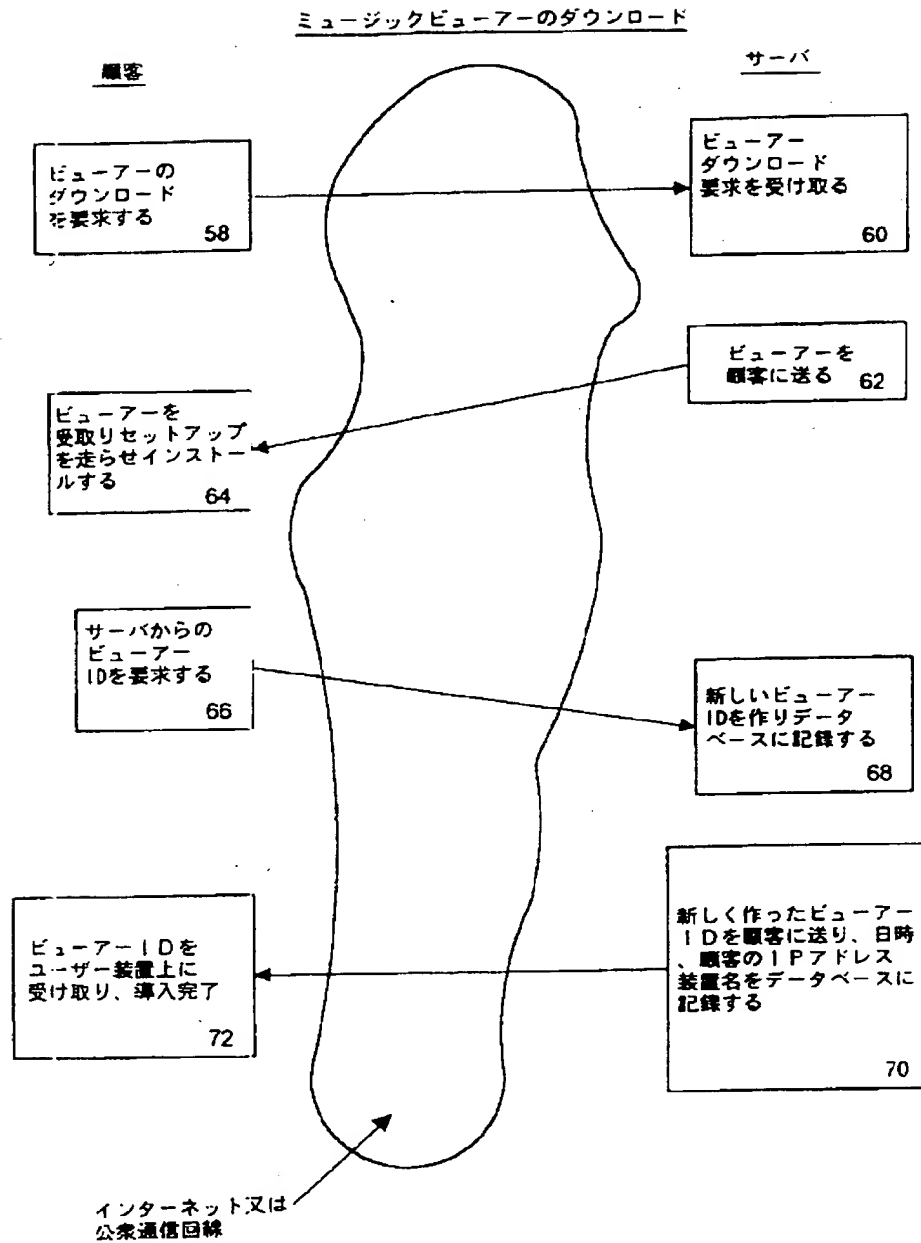 ミュージックビューアーのダウンロード
顧客
サーバ
ビューアーの
ダウンロード
を要求する
58
ビューアー
ダウンロード
要求を受け取る
60
ビューアーを
顧客に送る 62
ビューアーを
受取りセットアップ
を走らせインストー
ルする
64
サーバからの
ビューアー
IDを要求する
66
新しいビューアー
IDを作りデータ
ベースに記録する
68
新しく作ったビューアー
IDを顧客に送り、日時
、顧客のIPアドレス
装置名をデータベースに
記録する
70
ビューアーIDを
ユーザー装置上に
受け取り、導入完了
72
インターネット又は
公衆通信回線